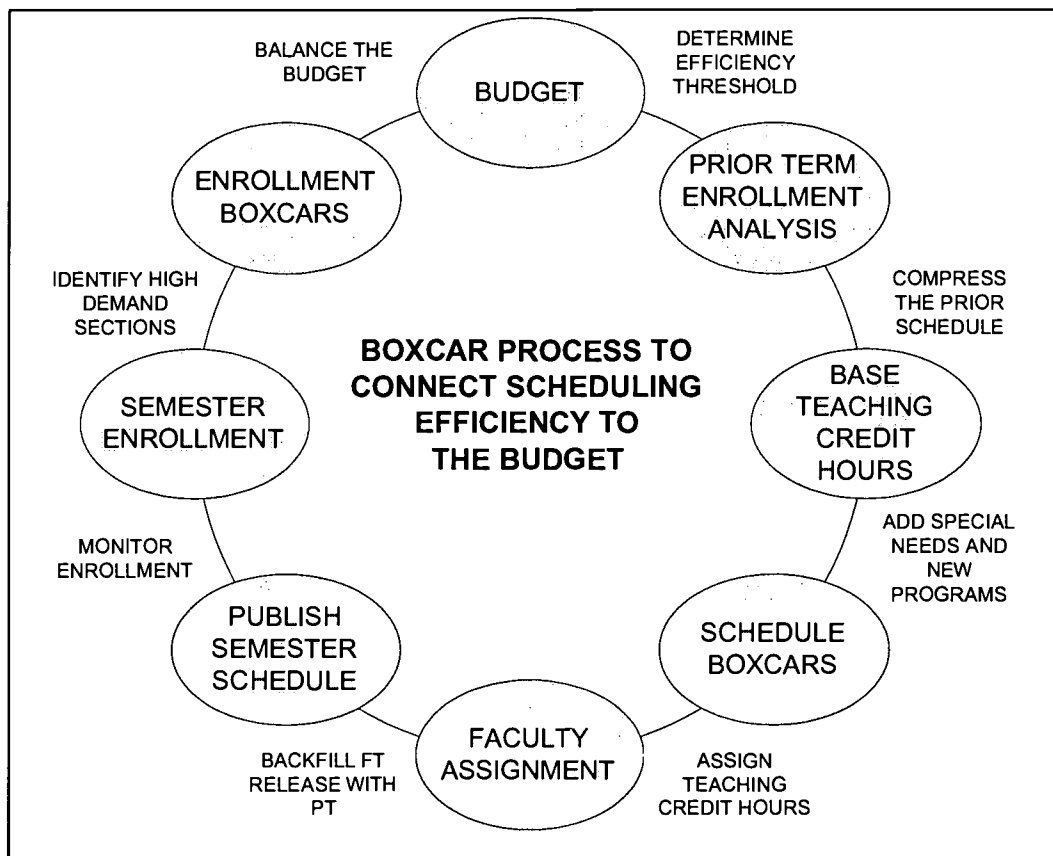 BALANCE THE
BUDGET
BUDGET
DETERMINE
EFFICIENCY
THRESHOLD
ENROLLMENT
BOXCARS
PRIOR TERM
ENROLLMENT
ANALYSIS
IDENTIFY HIGH
DEMAND
SECTIONS
COMPRESS
THE PRIOR
SCHEDULE
BOXCAR PROCESS TO
CONNECT SCHEDULING
EFFICIENCY TO
THE BUDGET
SEMESTER
ENROLLMENT
BASE
TEACHING
CREDIT
HOURS
MONITOR
ENROLLMENT
ADD SPECIAL
NEEDS AND
NEW
PROGRAMS
PUBLISH
SEMESTER
SCHEDULE
SCHEDULE
BOXCARS
BACKFILL FT
RELEASE WITH
PT
FACULTY
ASSIGNMENT
ASSIGN
TEACHING
CREDIT HOURS